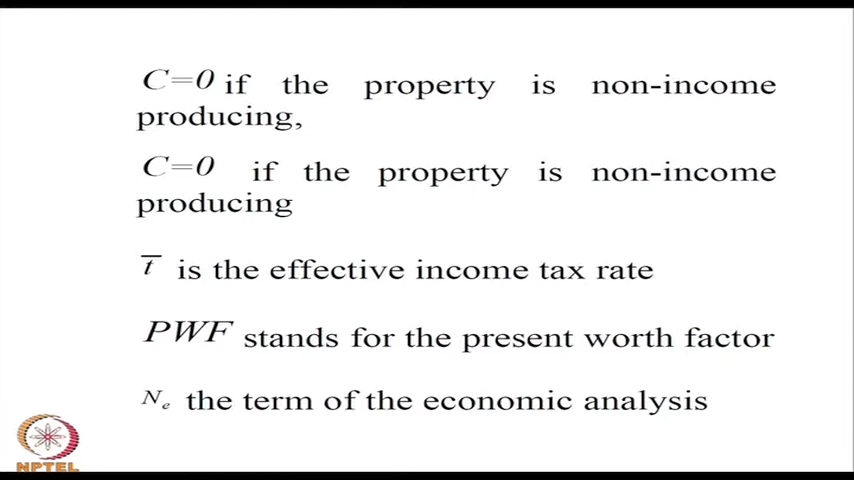 C=0 if the property is non-income
producing,
C=0 if the property is non-income
producing
t̅ is the effective income tax rate
PWF stands for the present worth factor
Nₑ the term of the economic analysis
NPTEL